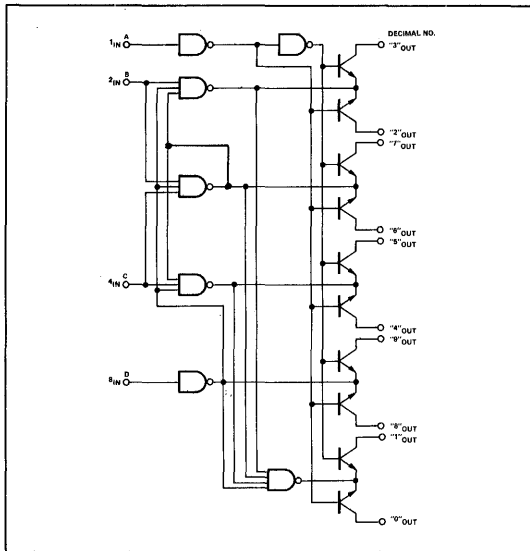 DECIMAL NO.
A
1IN
"3"OUT
B
2IN
"2"OUT
"7"OUT
"6"OUT
"5"OUT
C
4IN
"4"OUT
"9"OUT
D
8IN
"8"OUT
"1"OUT
"0"OUT